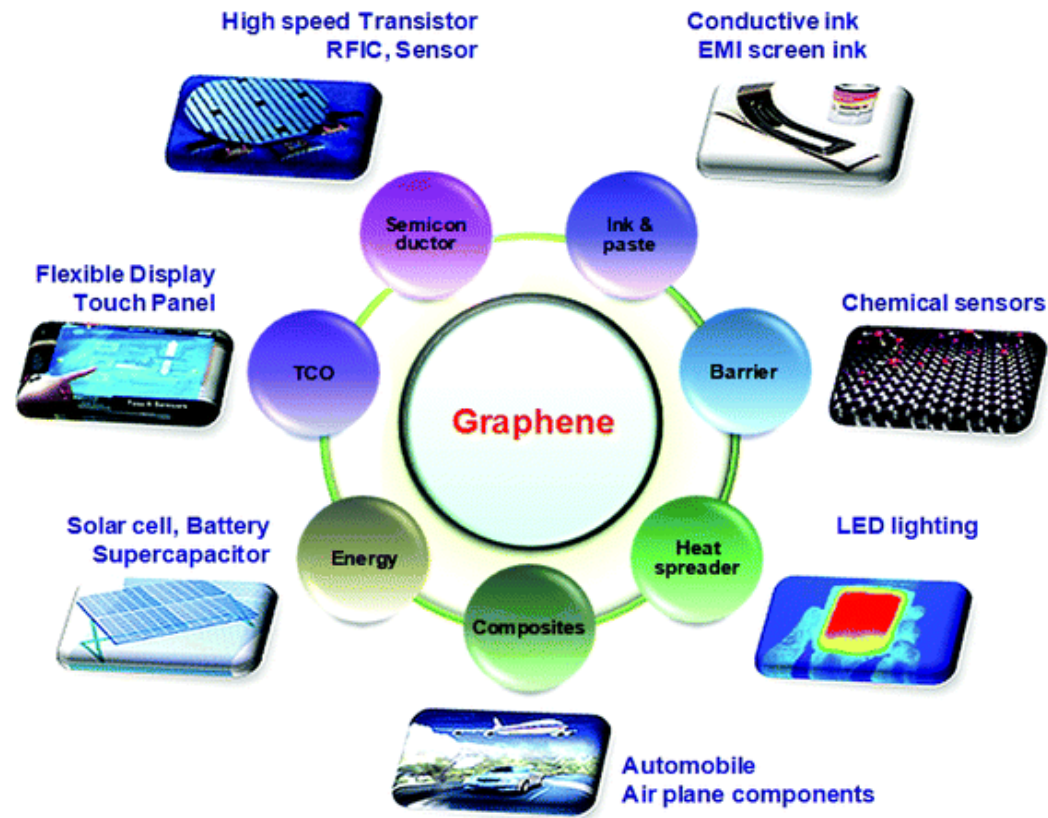 High speed Transistor
RFIC, Sensor
Conductive ink
EMI screen ink
Semicon
ductor
Ink &
paste
Flexible Display
Touch Panel
Chemical sensors
TCO
Barrier
Graphene
Solar cell, Battery
Supercapacitor
LED lighting
Energy
Heat
spreader
Composites
Automobile
Air plane components